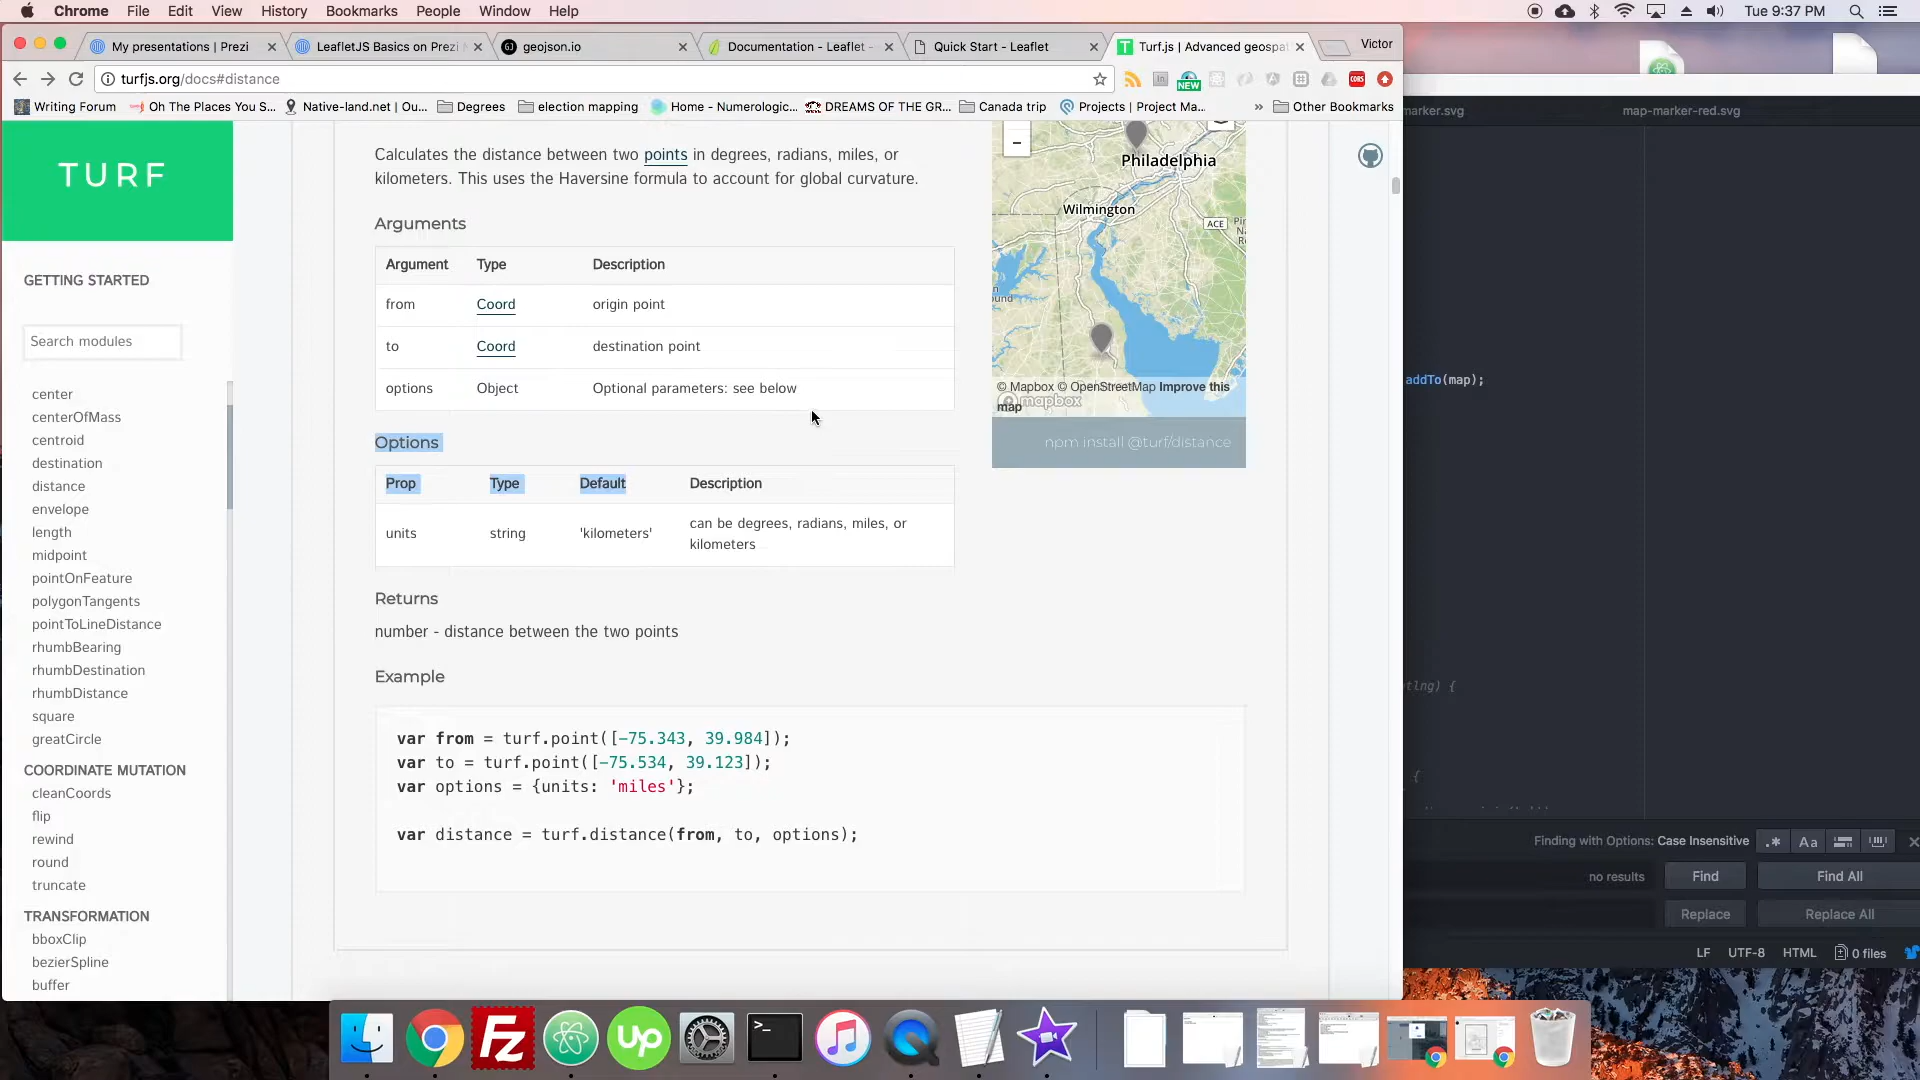 Chrome File Edit View History Bookmarks People Window Help Tue 9:37 PM
My presentations | Prezi
LeafletJS Basics on Prezi
geojson.io
Documentation - Leaflet -
Quick Start - Leaflet
Turf.js | Advanced geospa
Victor
turfjs.org/docs#distance
NEW
CORS
Writing Forum
Oh The Places You S...
Native-land.net | Ou...
Degrees
election mapping
Home - Numerologic...
DREAMS OF THE GR...
Canada trip
Projects | Project Ma...
»
Other Bookmarks
marker.svg
map-marker-red.svg
TURF
GETTING STARTED
Search modules
center
centerOfMass
centroid
destination
distance
envelope
length
midpoint
pointOnFeature
polygonTangents
pointToLineDistance
rhumbBearing
rhumbDestination
rhumbDistance
square
greatCircle
COORDINATE MUTATION
cleanCoords
flip
rewind
round
truncate
TRANSFORMATION
bboxClip
bezierSpline
buffer
Calculates the distance between two points in degrees, radians, miles, or
kilometers. This uses the Haversine formula to account for global curvature.
Arguments
Argument Type Description
from Coord origin point
to Coord destination point
options Object Optional parameters: see below
Options
Prop Type Default Description
units string 'kilometers' can be degrees, radians, miles, or
kilometers
Returns
number - distance between the two points
Example
var from = turf.point([-75.343, 39.984]);
var to = turf.point([-75.534, 39.123]);
var options = {units: 'miles'};
var distance = turf.distance(from, to, options);
−
Philadelphia
Wilmington
ACE
© Mapbox © OpenStreetMap Improve this
map
mapbox
npm install @turf/distance
addTo(map);
tlng) {
{
Finding with Options: Case Insensitive
.*
Aa
no results
Find
Find All
Replace
Replace All
LF UTF-8 HTML 0 files
Fz
Up
>_